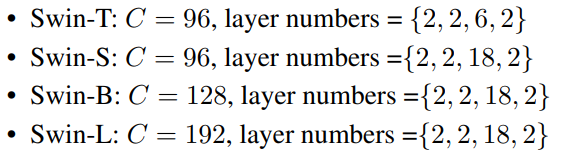 • Swin-T: C = 96, layer numbers = {2, 2, 6, 2}
• Swin-S: C = 96, layer numbers ={2, 2, 18, 2}
• Swin-B: C = 128, layer numbers ={2, 2, 18, 2}
• Swin-L: C = 192, layer numbers ={2, 2, 18, 2}